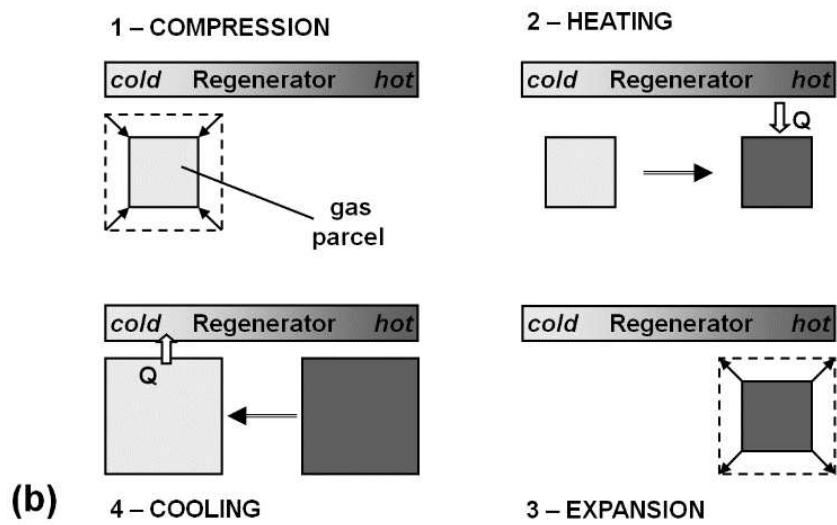 1 – COMPRESSION
cold Regenerator hot
gas
parcel
2 – HEATING
cold Regenerator hot
Q
cold Regenerator hot
Q
4 – COOLING
cold Regenerator hot
3 – EXPANSION
(b)